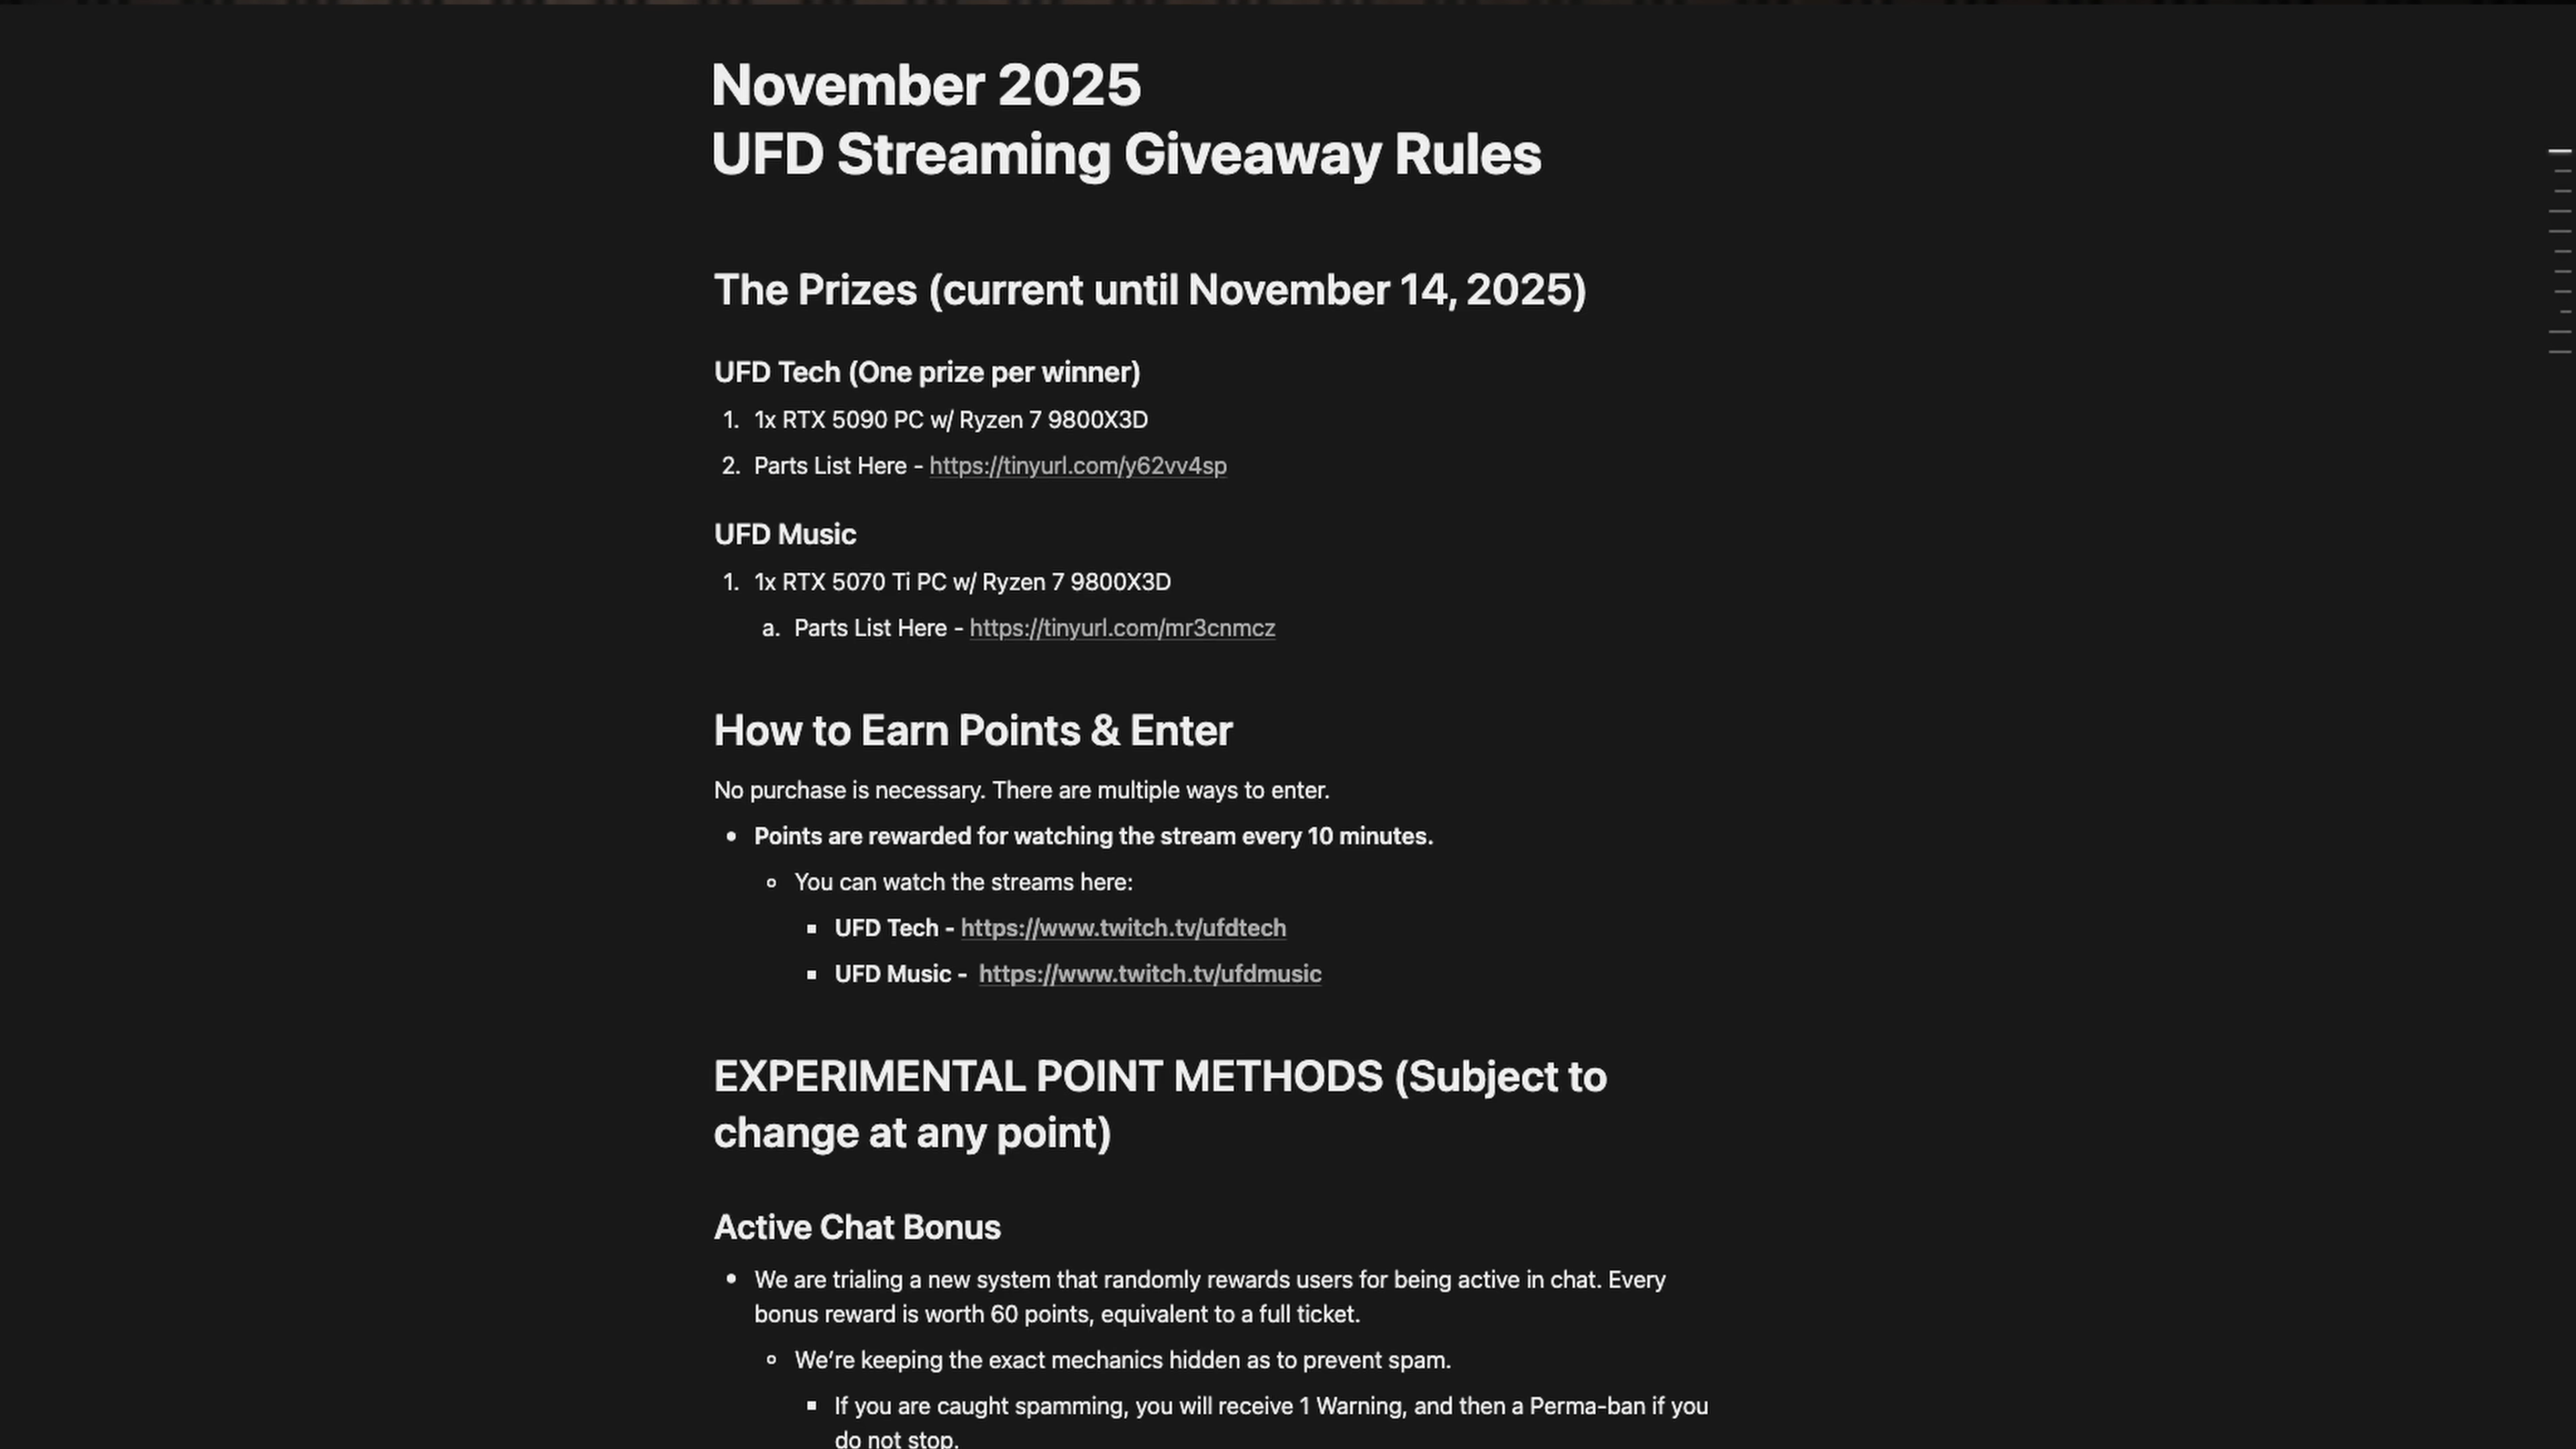 November 2025
UFD Streaming Giveaway Rules
The Prizes (current until November 14, 2025)
UFD Tech (One prize per winner)
1. 1x RTX 5090 PC w/ Ryzen 7 9800X3D
2. Parts List Here - https://tinyurl.com/y62vv4sp
UFD Music
1. 1x RTX 5070 Ti PC w/ Ryzen 7 9800X3D
a. Parts List Here - https://tinyurl.com/mr3cnmcz
How to Earn Points & Enter
No purchase is necessary. There are multiple ways to enter.
• Points are rewarded for watching the stream every 10 minutes.
◦ You can watch the streams here:
▪ UFD Tech - https://www.twitch.tv/ufdtech
▪ UFD Music - https://www.twitch.tv/ufdmusic
EXPERIMENTAL POINT METHODS (Subject to
change at any point)
Active Chat Bonus
• We are trialing a new system that randomly rewards users for being active in chat. Every
bonus reward is worth 60 points, equivalent to a full ticket.
◦ We’re keeping the exact mechanics hidden as to prevent spam.
▪ If you are caught spamming, you will receive 1 Warning, and then a Perma-ban if you
do not stop.